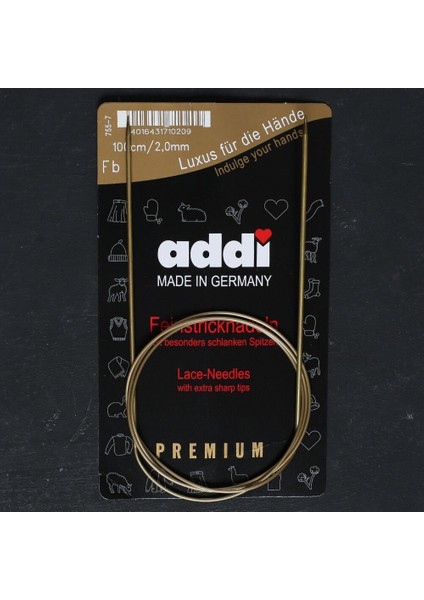 755-7
4016431710209
100cm/2,0mm
Fb
Luxus für die Hände
Indulge your hands
addi
MADE IN GERMANY
Feinstricknadeln
besonders schlanken Spitzen
Lace-Needles
with extra sharp tips
PREMIUM